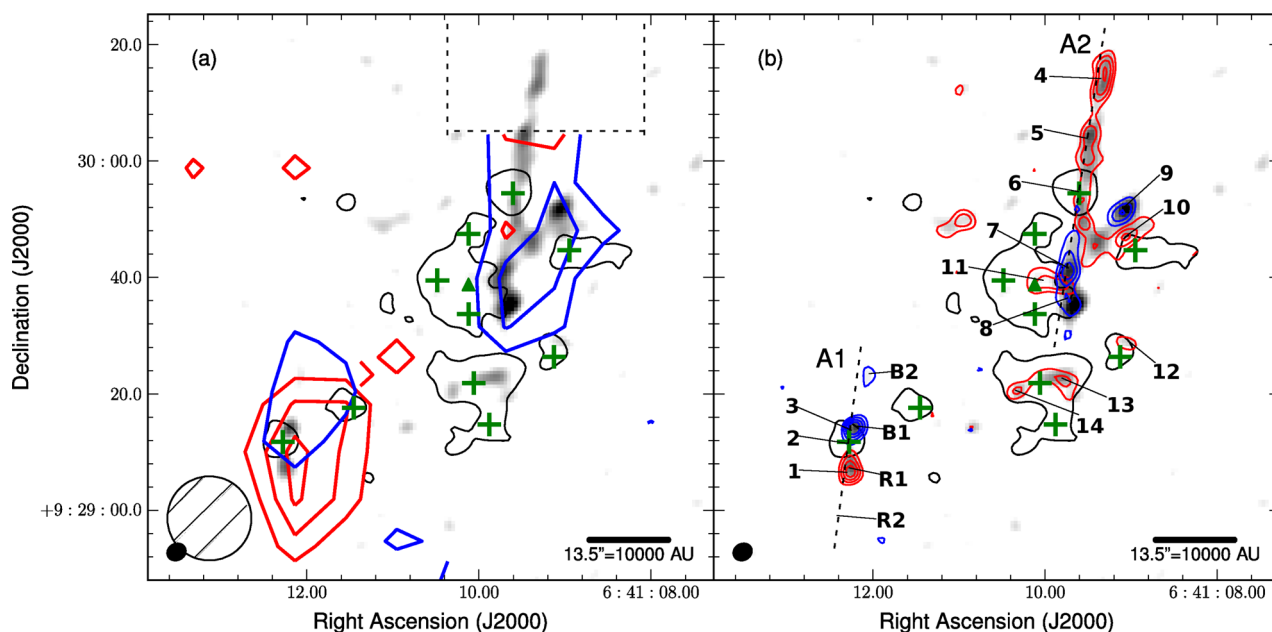 (a)
(b)
A2
20.0
4
5
30 : 00.0
6
9
10
7
40.0
11
8
A1
12
B2
20.0
3
13
B1
2
14
1
R1
+9 : 29 : 00.0
R2
13.5"=10000 AU
13.5"=10000 AU
12.00
10.00
6 : 41 : 08.00
12.00
10.00
6 : 41 : 08.00
Right Ascension (J2000)
Right Ascension (J2000)
Declination (J2000)